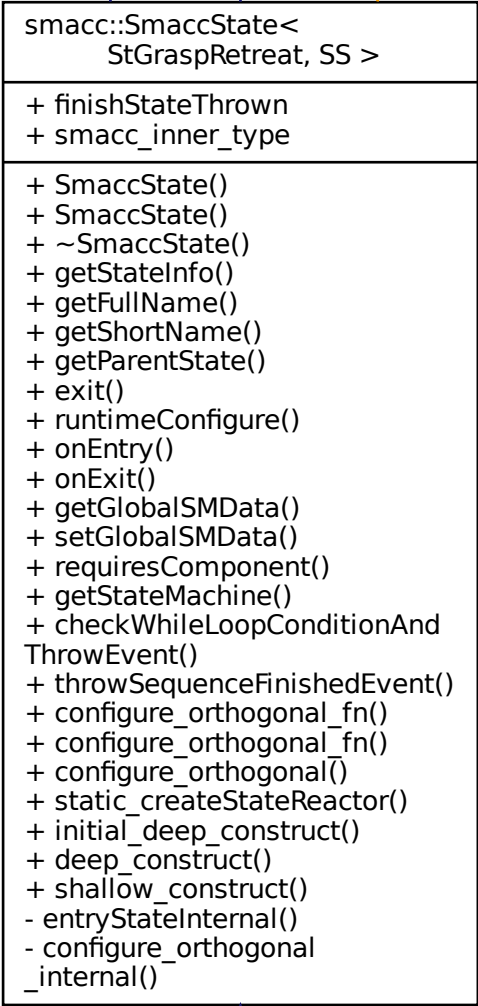 smacc::SmaccState<
StGraspRetreat, SS >
+ finishStateThrown
+ smacc_inner_type
+ SmaccState()
+ SmaccState()
+ ~SmaccState()
+ getStateInfo()
+ getFullName()
+ getShortName()
+ getParentState()
+ exit()
+ runtimeConfigure()
+ onEntry()
+ onExit()
+ getGlobalSMData()
+ setGlobalSMData()
+ requiresComponent()
+ getStateMachine()
+ checkWhileLoopConditionAnd
ThrowEvent()
+ throwSequenceFinishedEvent()
+ configure_orthogonal_fn()
+ configure_orthogonal_fn()
+ configure_orthogonal()
+ static_createStateReactor()
+ initial_deep_construct()
+ deep_construct()
+ shallow_construct()
- entryStateInternal()
- configure_orthogonal
_internal()